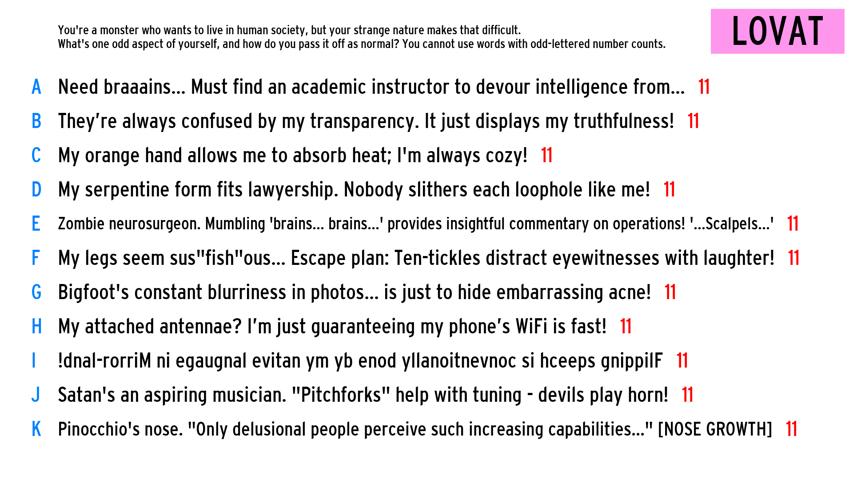 You're a monster who wants to live in human society, but your strange nature makes that difficult.
What's one odd aspect of yourself, and how do you pass it off as normal? You cannot use words with odd-lettered number counts.
LOVAT
A Need braaains... Must find an academic instructor to devour intelligence from... 11
B They're always confused by my transparency. It just displays my truthfulness! 11
C My orange hand allows me to absorb heat; I'm always cozy! 11
D My serpentine form fits lawyership. Nobody slithers each loophole like me! 11
E Zombie neurosurgeon. Mumbling 'brains... brains...' provides insightful commentary on operations! '...Scalpels...' 11
F My legs seem sus"fish"ous... Escape plan: Ten-tickles distract eyewitnesses with laughter! 11
G Bigfoot's constant blurriness in photos... is just to hide embarrassing acne! 11
H My attached antennae? I'm just guaranteeing my phone's WiFi is fast! 11
I !dnal-rorriM ni egaugnal evitan ym yb enod yllanoitnevnoc si hceeps gnippilF 11
J Satan's an aspiring musician. "Pitchforks" help with tuning - devils play horn! 11
K Pinocchio's nose. "Only delusional people perceive such increasing capabilities..." [NOSE GROWTH] 11